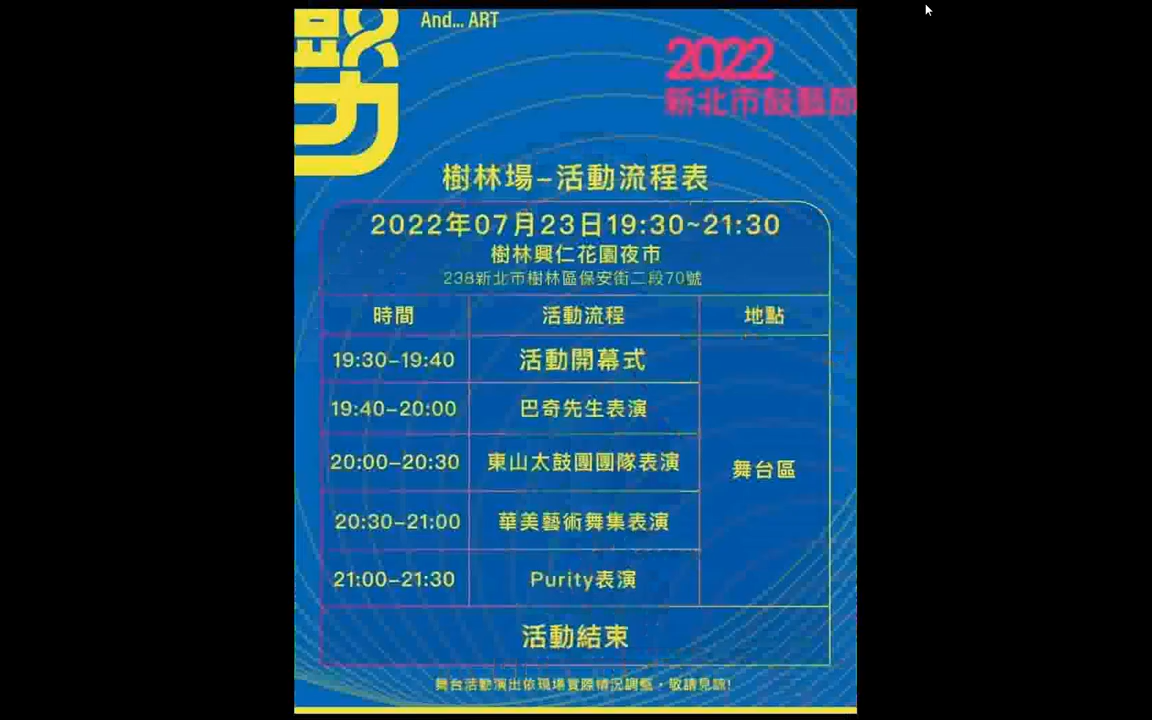 And... ART
2022
新北市鼓藝節
樹林場–活動流程表
2022年07月23日19:30~21:30
樹林興仁花園夜市
238新北市樹林區保安街二段70號
時間 活動流程 地點
19:30–19:40 活動開幕式
19:40–20:00 巴奇先生表演
20:00–20:30 東山太鼓團團隊表演
舞台區
20:30–21:00 華美藝術舞集表演
21:00–21:30 Purity表演
活動結束
舞台活動演出依現場實際情況調整，敬請見諒!